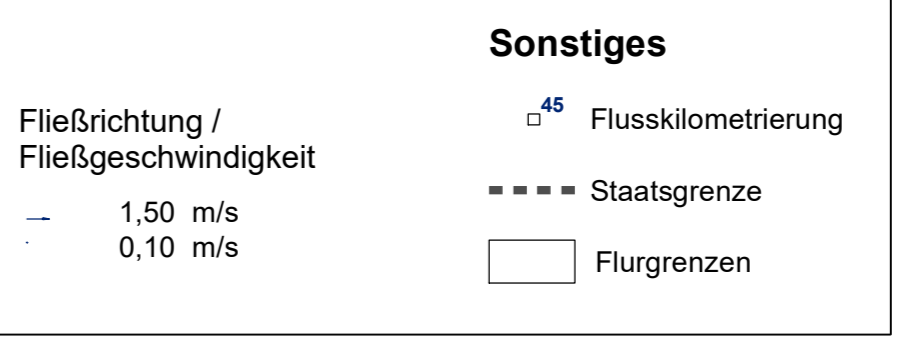 Fließrichtung /
Fließgeschwindigkeit
1,50 m/s
0,10 m/s
Sonstiges
45
Flusskilometrierung
Staatsgrenze
Flurgrenzen